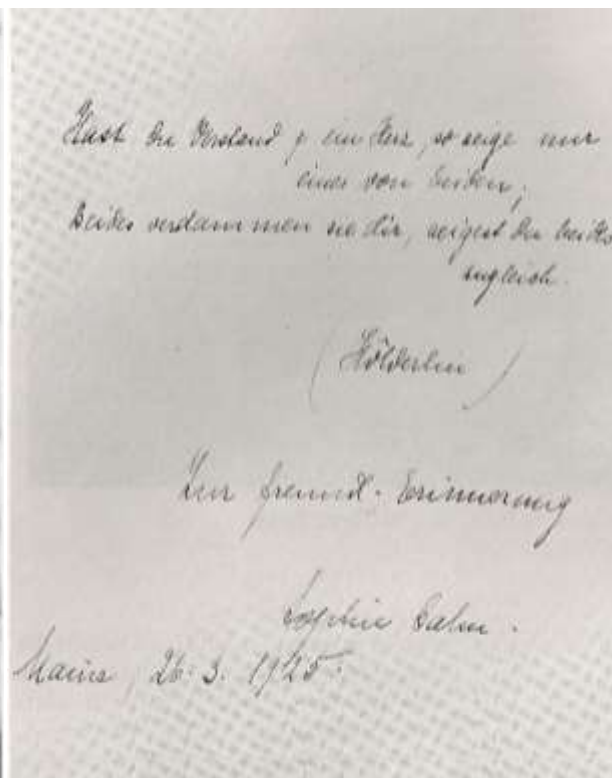 Hast du Verstand u ein Herz, so zeige nur
eines von beiden;
Beides verdammen sie dir, zeigest du beides
zugleich.
(Hölderlin)
Zur freundl. Erinnerung
Sophie
Mainz, 26.3.1925.